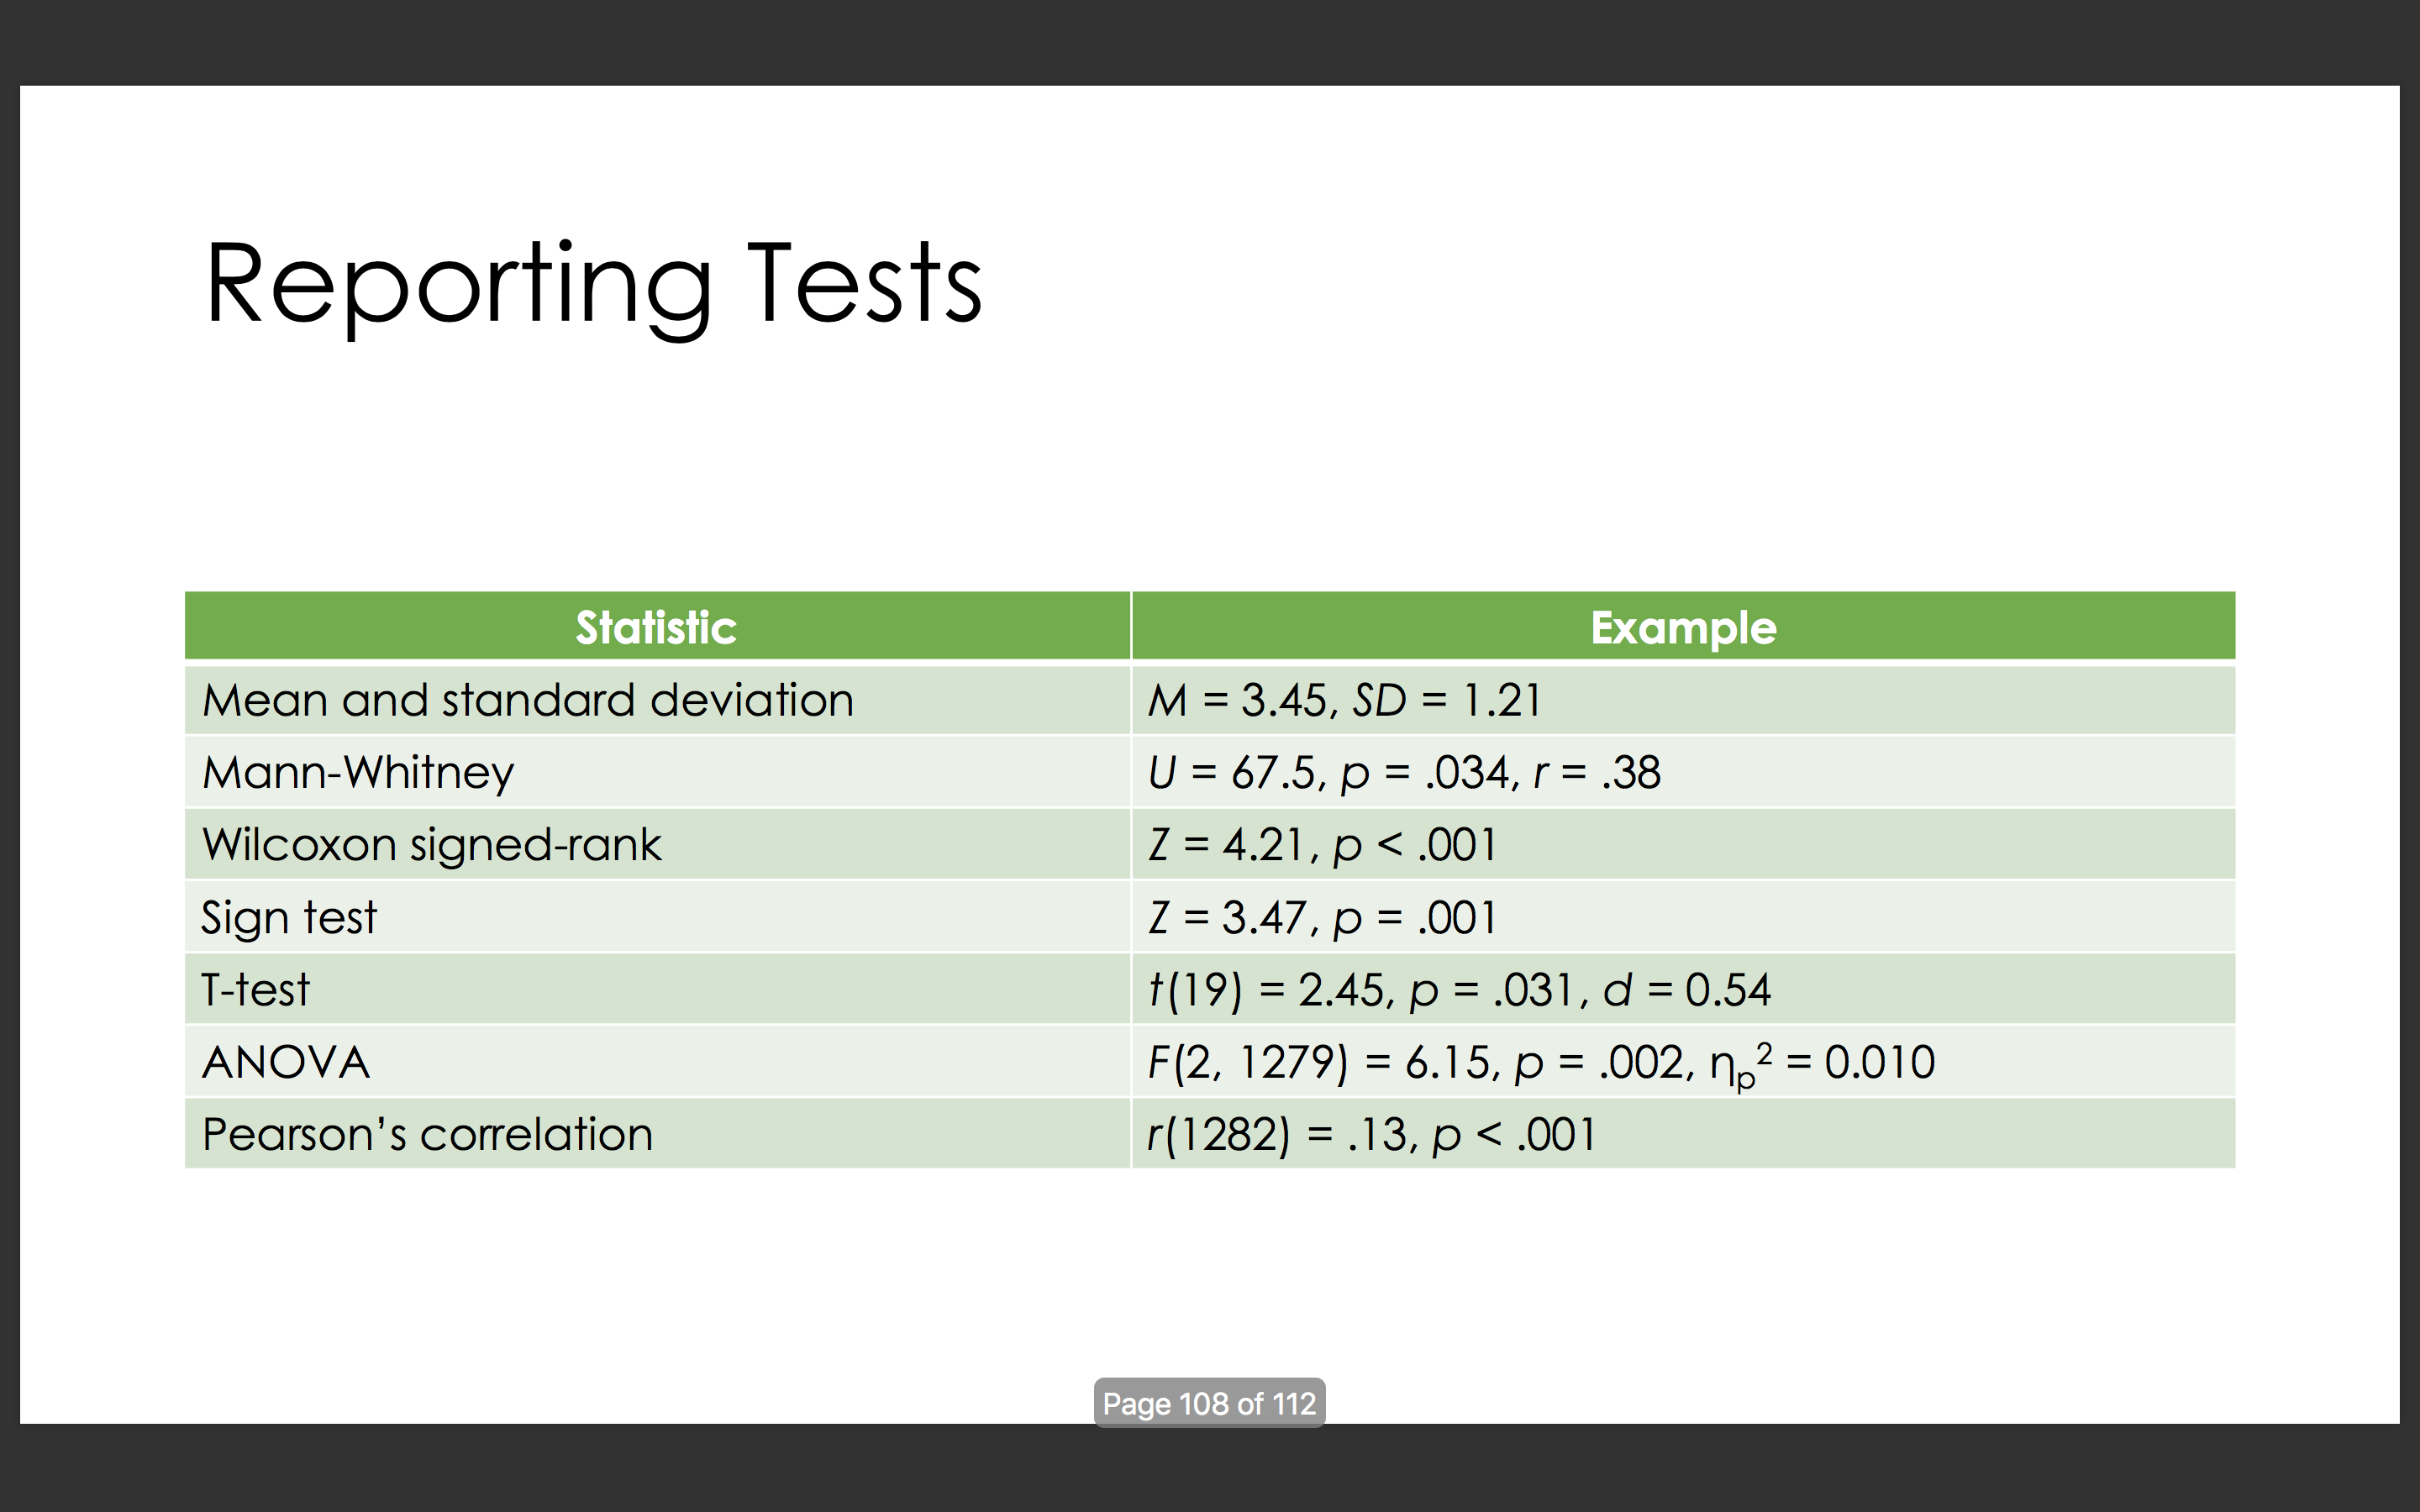 Reporting Tests
Statistic Example
Mean and standard deviation M = 3.45, SD = 1.21
Mann-Whitney U = 67.5, p = .034, r = .38
Wilcoxon signed-rank Z = 4.21, p < .001
Sign test Z = 3.47, p = .001
T-test t(19) = 2.45, p = .031, d = 0.54
ANOVA F(2, 1279) = 6.15, p = .002, ηp² = 0.010
Pearson’s correlation r(1282) = .13, p < .001
Page 108 of 112